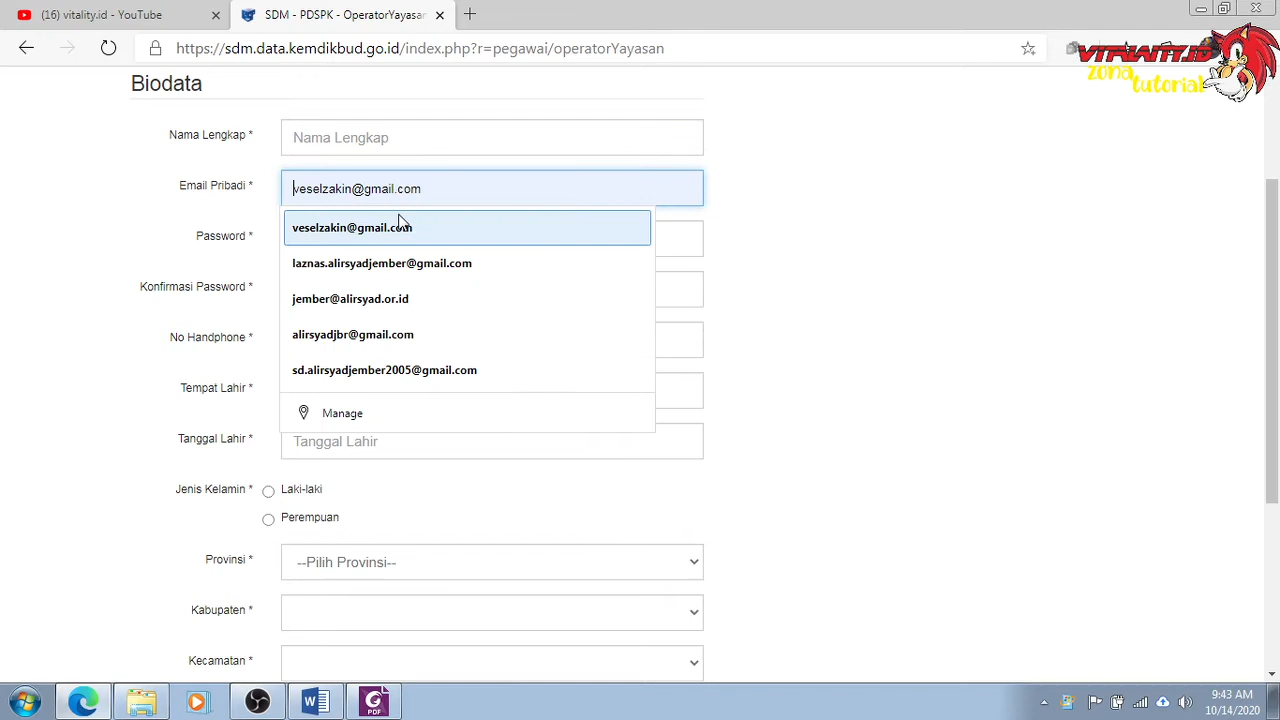 (16) vitality.id - YouTube
SDM - PDSPK - OperatorYayasan
https://sdm.data.kemdikbud.go.id/index.php?r=pegawai/operatorYayasan
VITALITY.ID
zona
tutorial
Biodata
Nama Lengkap *
Nama Lengkap
Email Pribadi *
veselzakin@gmail.com
veselzakin@gmail.com
Password *
laznas.alirsyadjember@gmail.com
Konfirmasi Password *
jember@alirsyad.or.id
No Handphone *
alirsyadjbr@gmail.com
sd.alirsyadjember2005@gmail.com
Tempat Lahir *
Manage
Tanggal Lahir *
Tanggal Lahir
Jenis Kelamin *
Laki-laki
Perempuan
Provinsi *
--Pilih Provinsi--
Kabupaten *
Kecamatan *
PDF
9:43 AM
10/14/2020